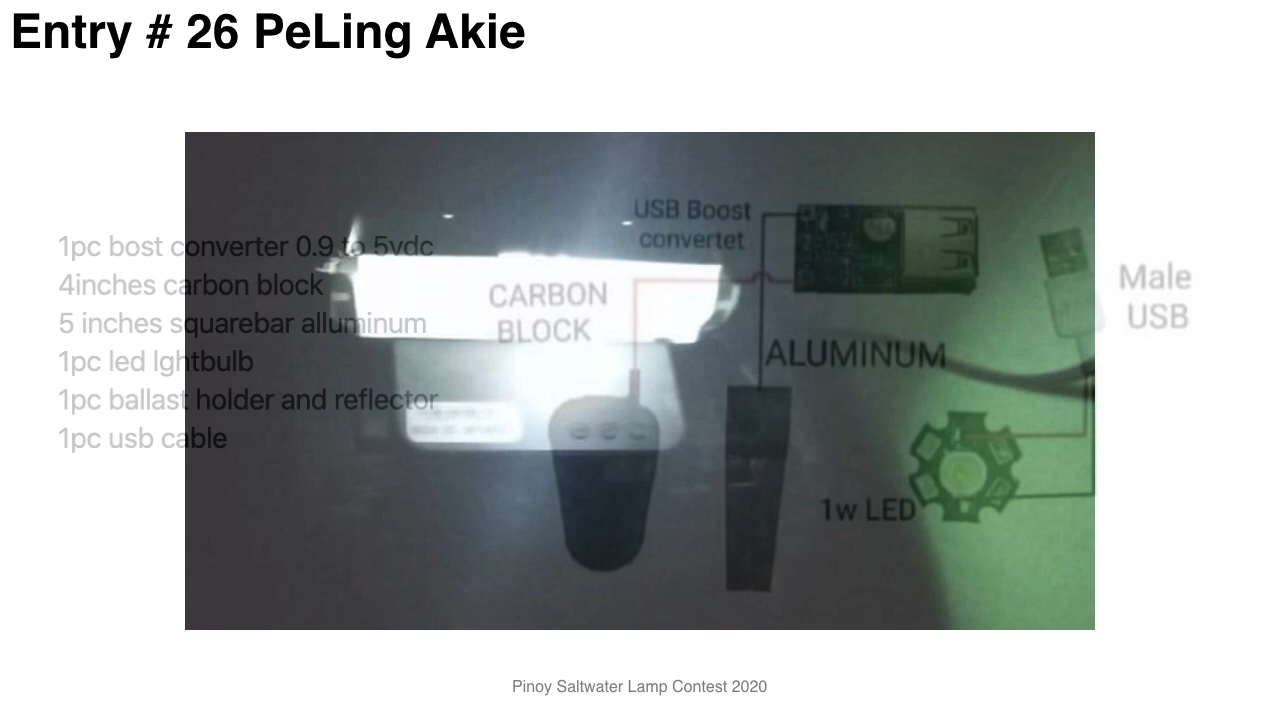 Entry # 26 PeLing Akie
1pc bost converter 0.9 to 5vdc
4inches carbon block
5 inches squarebar alluminum
1pc led lghtbulb
1pc ballast holder and reflector
1pc usb cable
USB Boost
convertet
CARBON
BLOCK
ALUMINUM
Male
USB
1w LED
Pinoy Saltwater Lamp Contest 2020